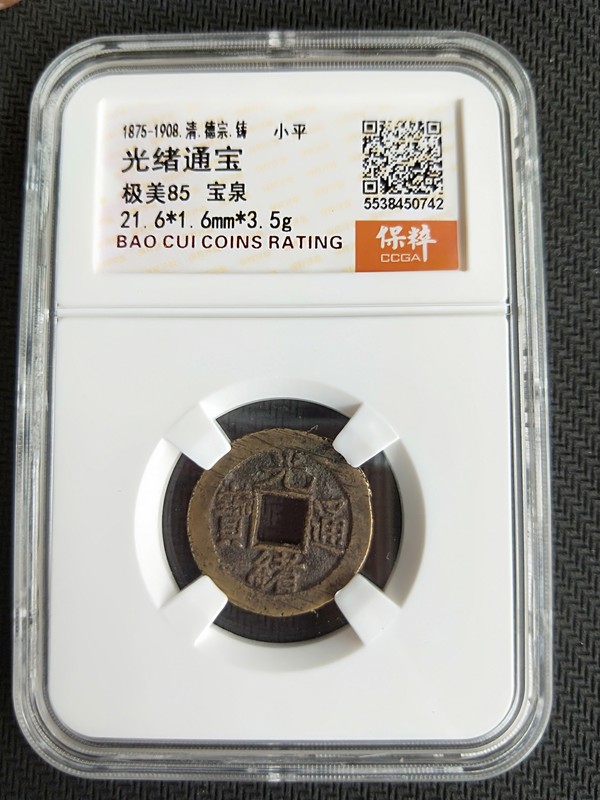 1875-1908.清.德宗.铸 小平
光绪通宝
极美85 宝泉
21.6*1.6mm*3.5g
BAO CUI COINS RATING
5538450742
保粹
CCGA
光
寶 通
緒